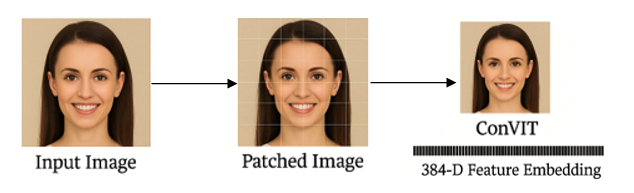 Input Image
Patched Image
ConVIT
384-D Feature Embedding